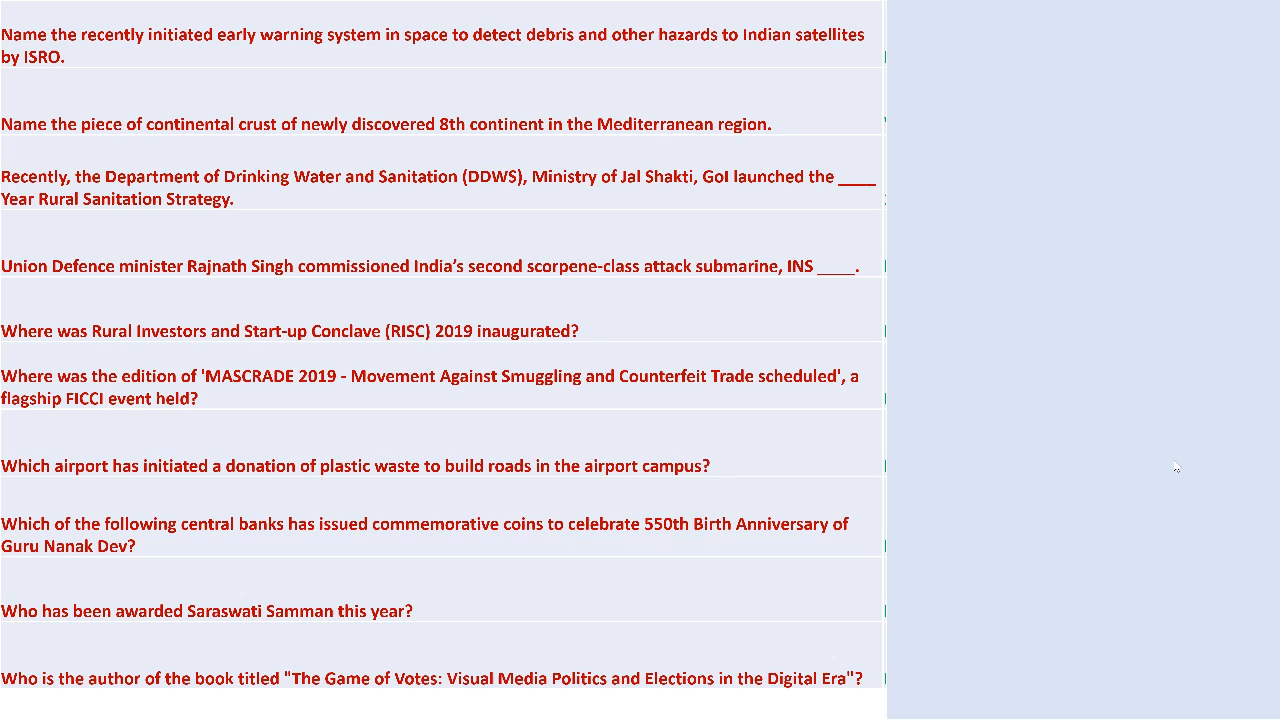 Name the recently initiated early warning system in space to detect debris and other hazards to Indian satellites
by ISRO.
Name the piece of continental crust of newly discovered 8th continent in the Mediterranean region.
Recently, the Department of Drinking Water and Sanitation (DDWS), Ministry of Jal Shakti, GoI launched the ____
Year Rural Sanitation Strategy.
Union Defence minister Rajnath Singh commissioned India’s second scorpene-class attack submarine, INS ____.
Where was Rural Investors and Start-up Conclave (RISC) 2019 inaugurated?
Where was the edition of 'MASCRADE 2019 - Movement Against Smuggling and Counterfeit Trade scheduled', a
flagship FICCI event held?
Which airport has initiated a donation of plastic waste to build roads in the airport campus?
Which of the following central banks has issued commemorative coins to celebrate 550th Birth Anniversary of
Guru Nanak Dev?
Who has been awarded Saraswati Samman this year?
Who is the author of the book titled "The Game of Votes: Visual Media Politics and Elections in the Digital Era"?